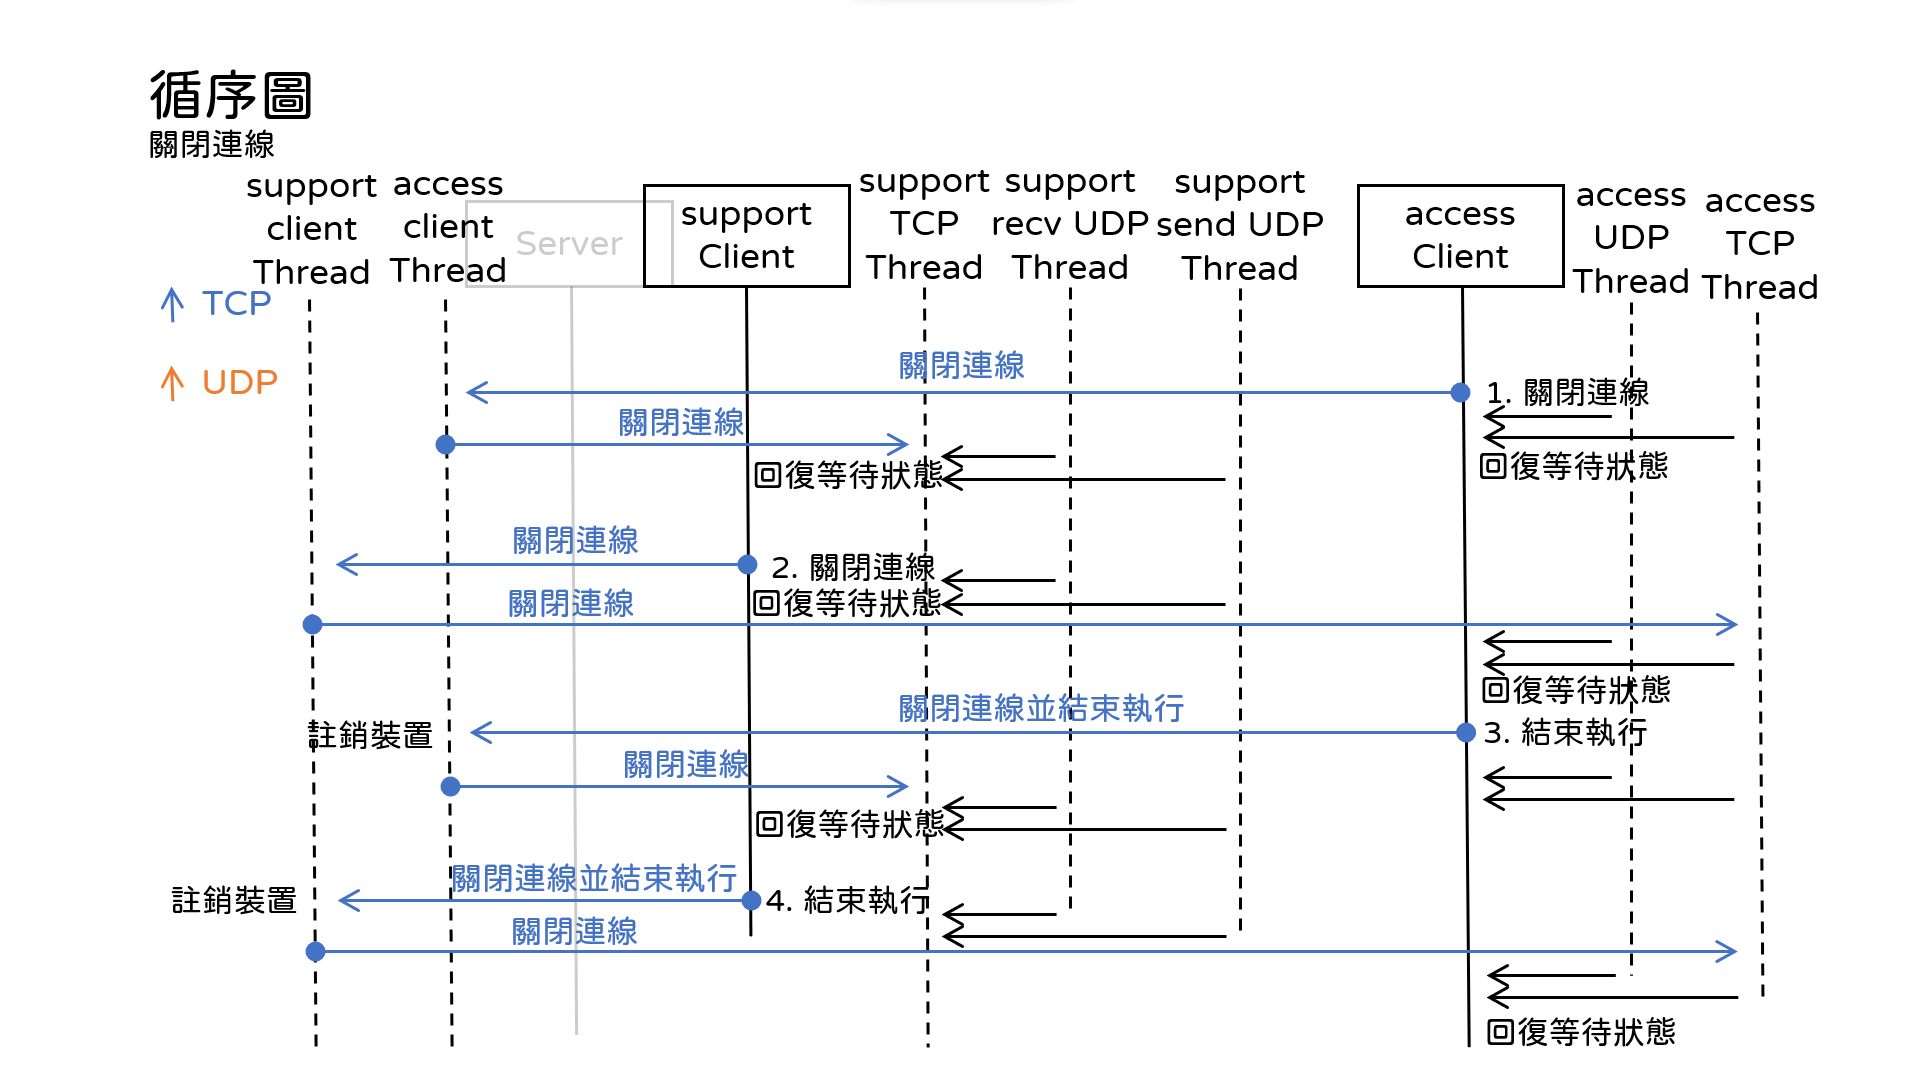 循序圖
關閉連線
support
client
Thread
access
client
Thread
Server
support
Client
support
TCP
Thread
support
recv UDP
Thread
support
send UDP
Thread
access
Client
access
UDP
Thread
access
TCP
Thread
TCP
UDP
關閉連線
1. 關閉連線
關閉連線
回復等待狀態
回復等待狀態
關閉連線
2. 關閉連線
關閉連線
回復等待狀態
回復等待狀態
關閉連線並結束執行
註銷裝置
3. 結束執行
關閉連線
回復等待狀態
關閉連線並結束執行
註銷裝置
4. 結束執行
關閉連線
回復等待狀態